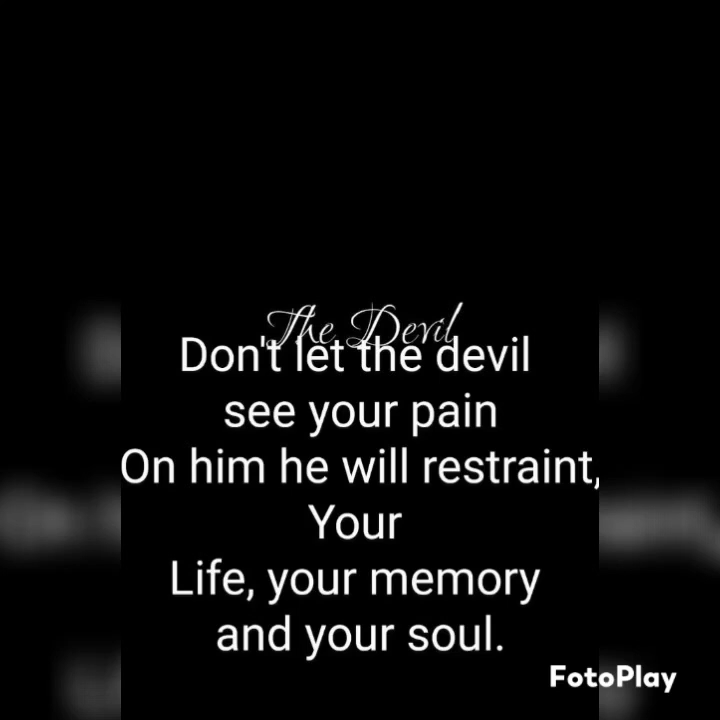 The Devil
Don't let the devil
see your pain
On him he will restraint,
Your
Life, your memory
and your soul.
FotoPlay